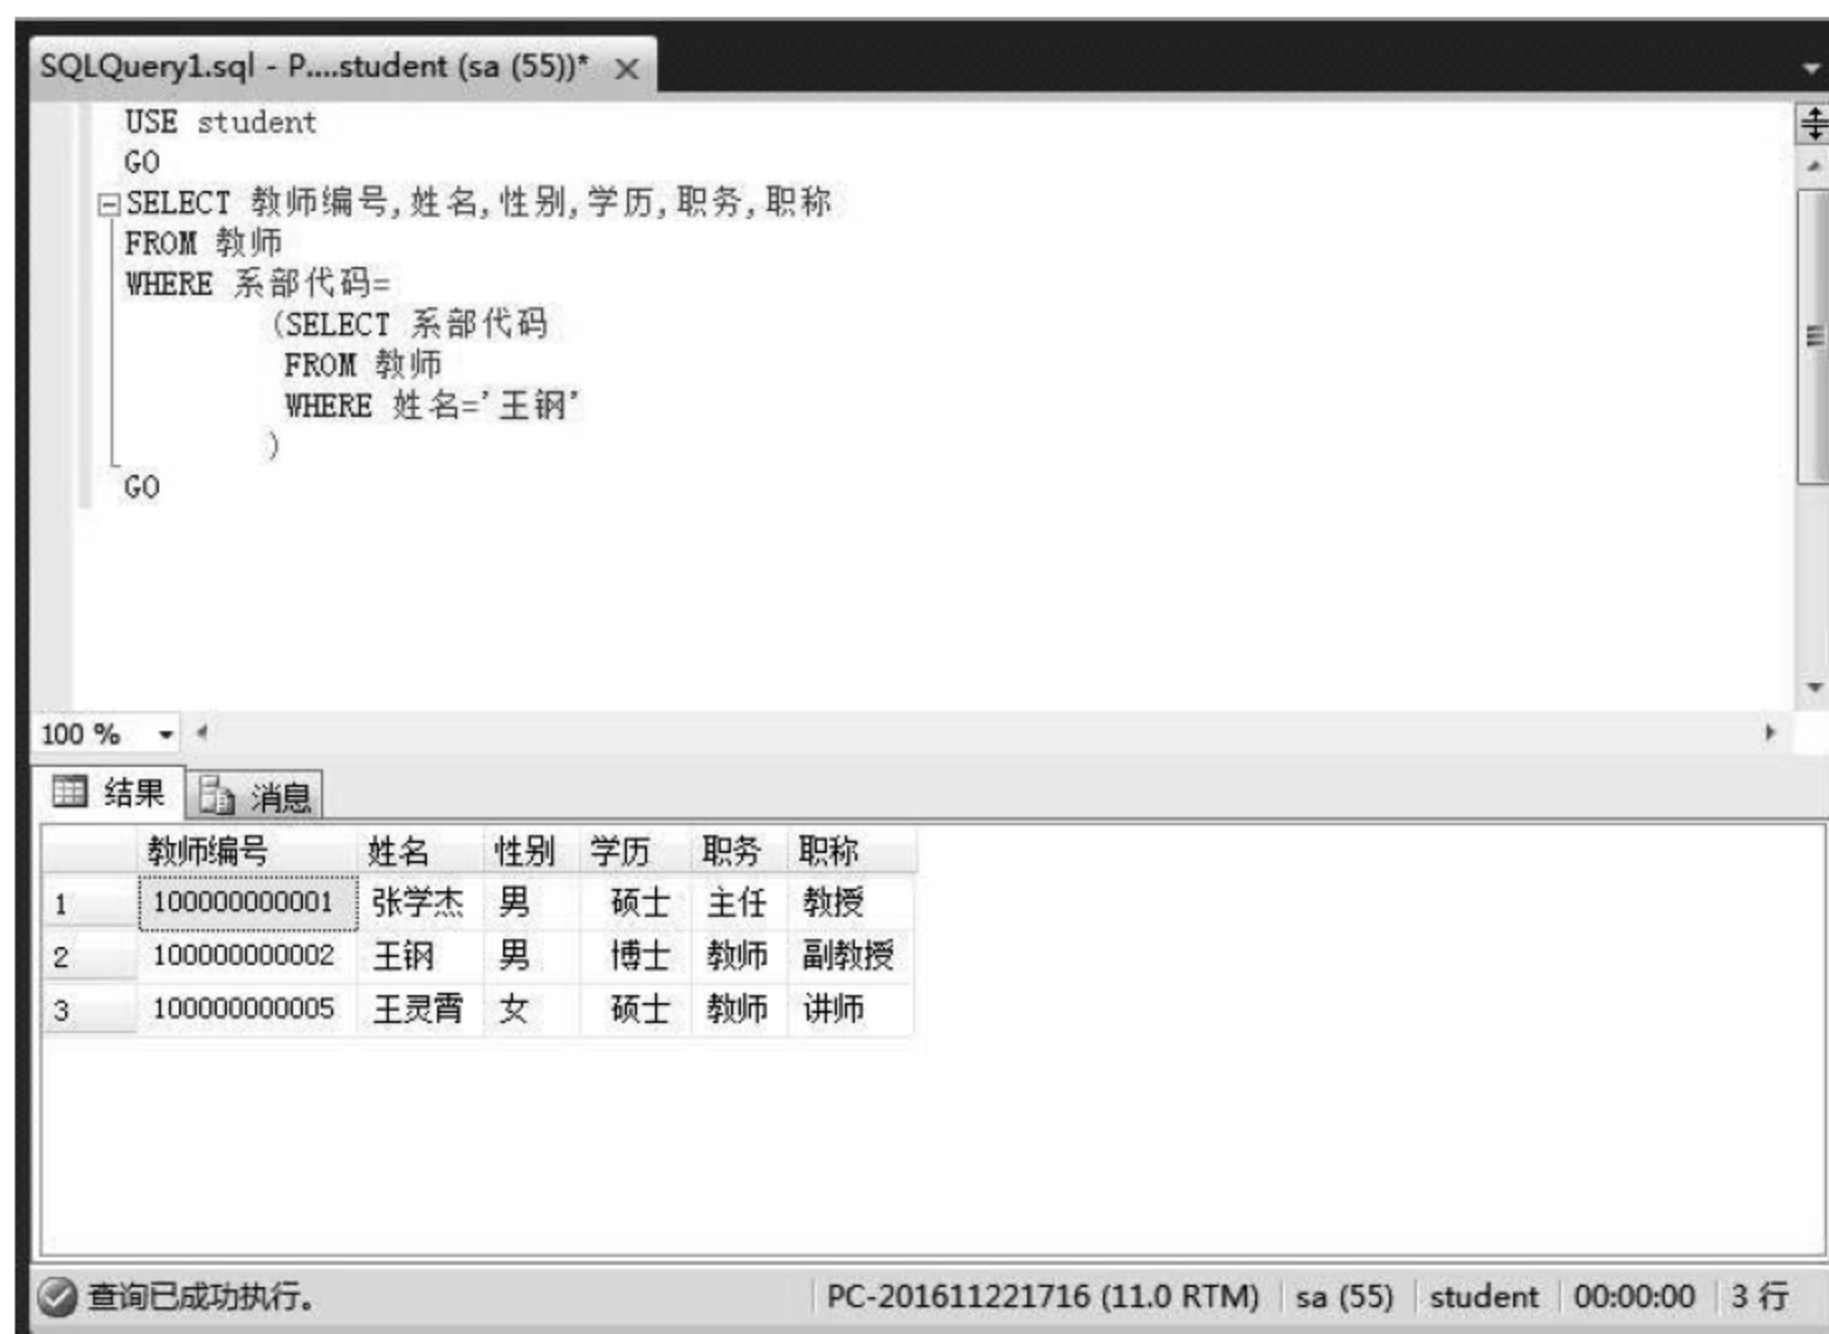 SQLQuery1.sql - P....student (sa (55))*
USE student
GO
SELECT 教师编号,姓名,性别,学历,职务,职称
FROM 教师
WHERE 系部代码=
(SELECT 系部代码
FROM 教师
WHERE 姓名='王钢'
)
GO
100 %
结果 消息
教师编号 姓名 性别 学历 职务 职称
1 100000000001 张学杰 男 硕士 主任 教授
2 100000000002 王钢 男 博士 教师 副教授
3 100000000005 王灵霄 女 硕士 教师 讲师
查询已成功执行。 PC-201611221716 (11.0 RTM) sa (55) student 00:00:00 3 行